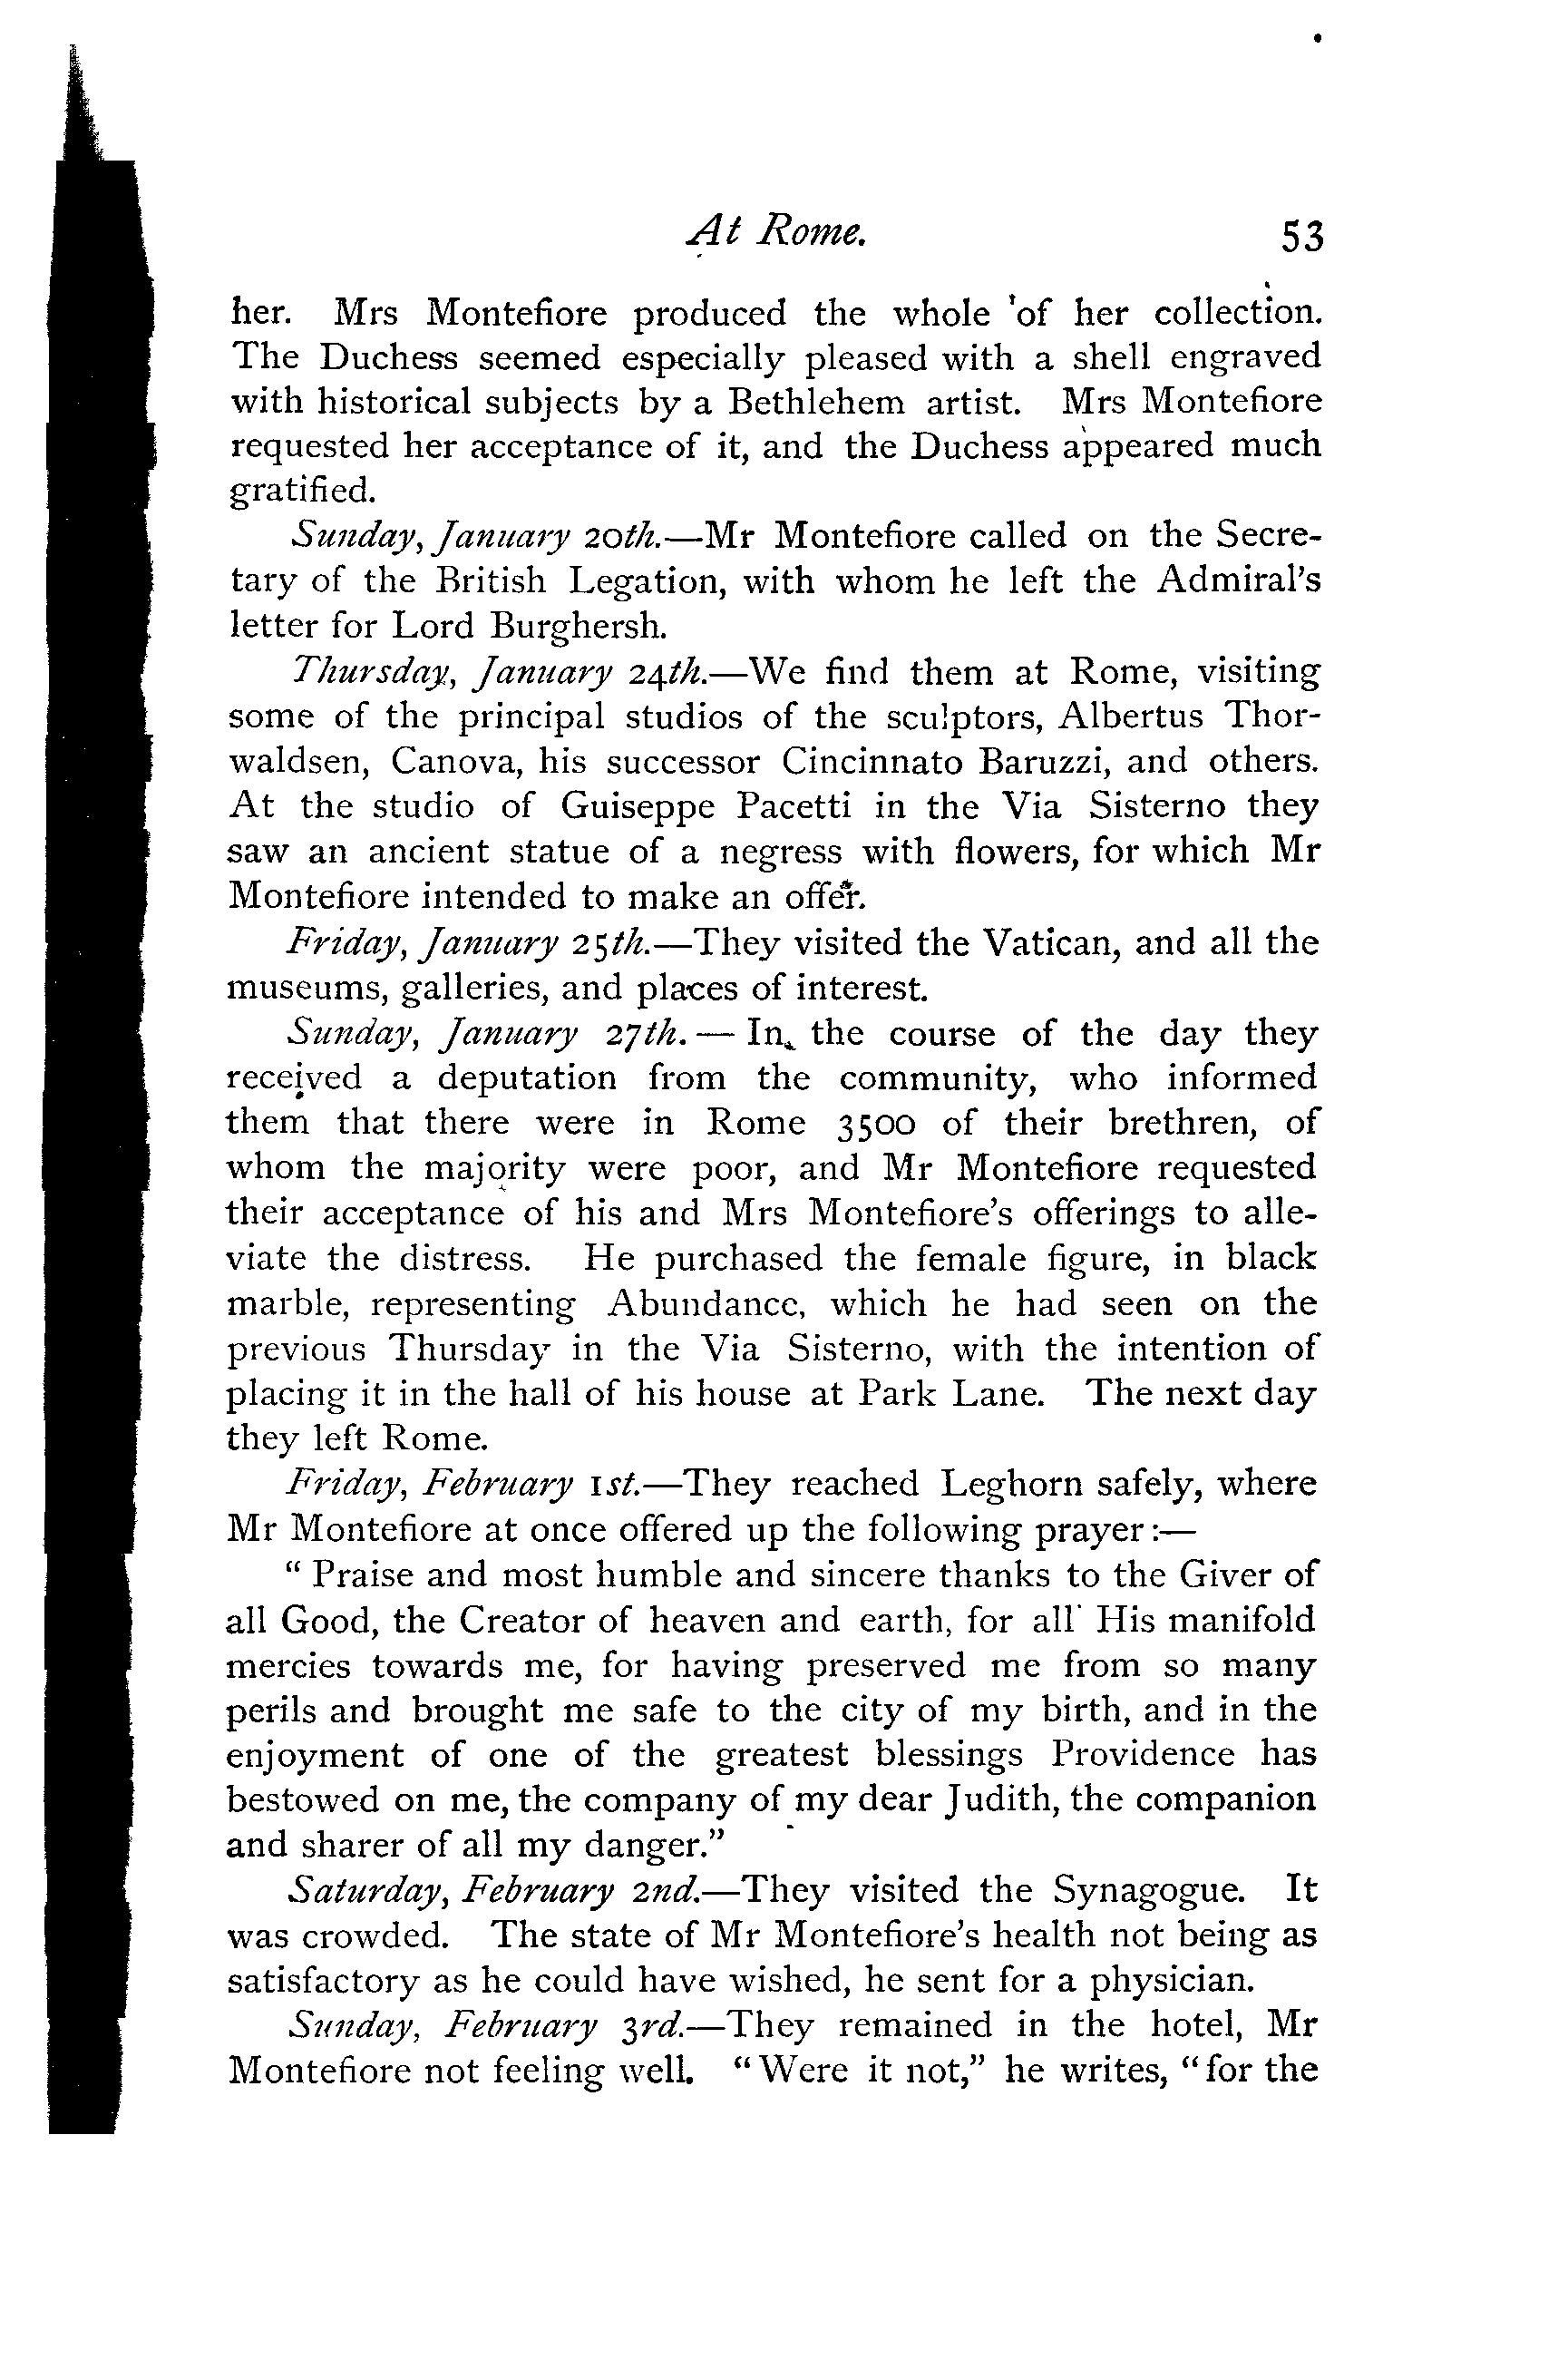 At Rome. 53
her. Mrs Montefiore produced the whole of her collection.
The Duchess seemed especially pleased with a shell engraved
with historical subjects by a Bethlehem artist. Mrs Montefiore
requested her acceptance of it, and the Duchess appeared much
gratified.
Sunday, January 20th.—Mr Montefiore called on the Secre-
tary of the British Legation, with whom he left the Admiral's
letter for Lord Burghersh.
Thursday, January 24th.—We find them at Rome, visiting
some of the principal studios of the sculptors, Albertus Thor-
waldsen, Canova, his successor Cincinnato Baruzzi, and others.
At the studio of Guiseppe Pacetti in the Via Sisterno they
saw an ancient statue of a negress with flowers, for which Mr
Montefiore intended to make an offer.
Friday, January 25th.—They visited the Vatican, and all the
museums, galleries, and places of interest.
Sunday, January 27th.—In the course of the day they
received a deputation from the community, who informed
them that there were in Rome 3500 of their brethren, of
whom the majority were poor, and Mr Montefiore requested
their acceptance of his and Mrs Montefiore's offerings to alle-
viate the distress. He purchased the female figure, in black
marble, representing Abundance, which he had seen on the
previous Thursday in the Via Sisterno, with the intention of
placing it in the hall of his house at Park Lane. The next day
they left Rome.
Friday, February 1st.—They reached Leghorn safely, where
Mr Montefiore at once offered up the following prayer:—
"Praise and most humble and sincere thanks to the Giver of
all Good, the Creator of heaven and earth, for all His manifold
mercies towards me, for having preserved me from so many
perils and brought me safe to the city of my birth, and in the
enjoyment of one of the greatest blessings Providence has
bestowed on me, the company of my dear Judith, the companion
and sharer of all my danger."
Saturday, February 2nd.—They visited the Synagogue. It
was crowded. The state of Mr Montefiore's health not being as
satisfactory as he could have wished, he sent for a physician.
Sunday, February 3rd.—They remained in the hotel, Mr
Montefiore not feeling well. "Were it not," he writes, "for the